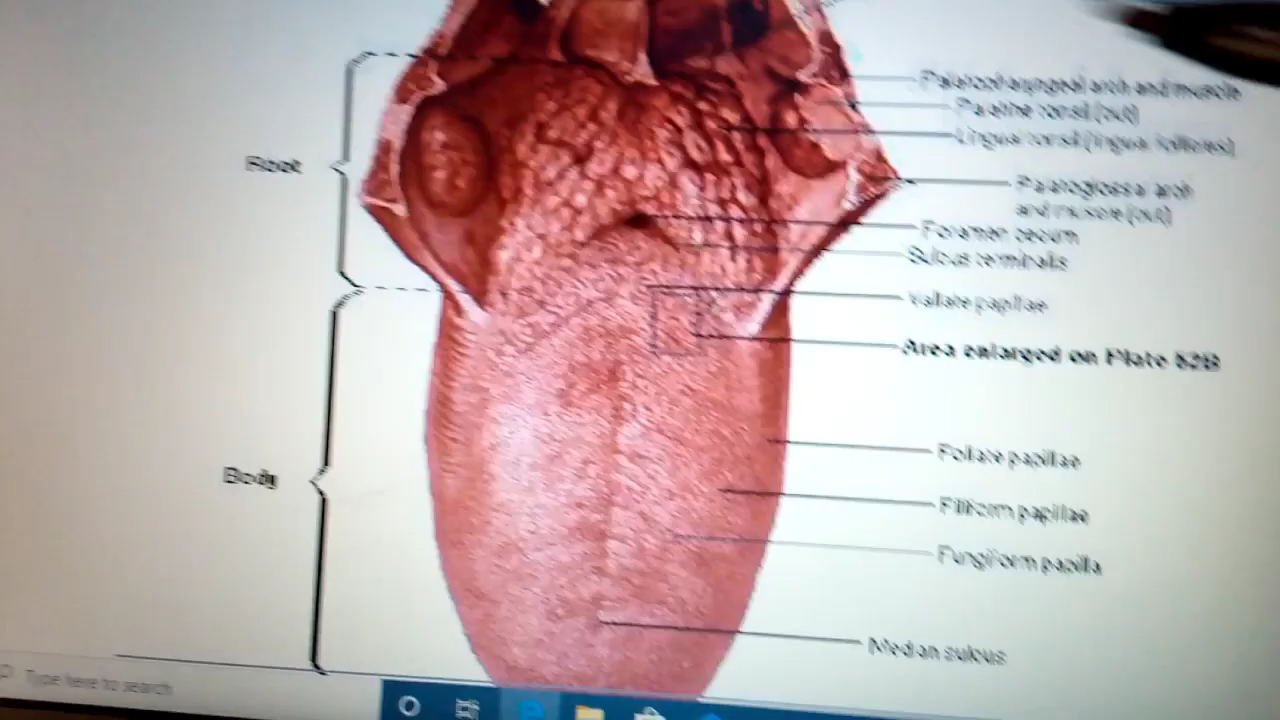 Palatopharyngeal arch and muscle
Palatine tonsil (cut)
Lingual tonsil (lingual follicles)
Root
Palatoglossal arch
and muscle (cut)
Foramen cecum
Sulcus terminalis
Vallate papillae
Area enlarged on Plate 52B
Foliate papillae
Body
Filiform papillae
Fungiform papilla
Median sulcus
Type here to search